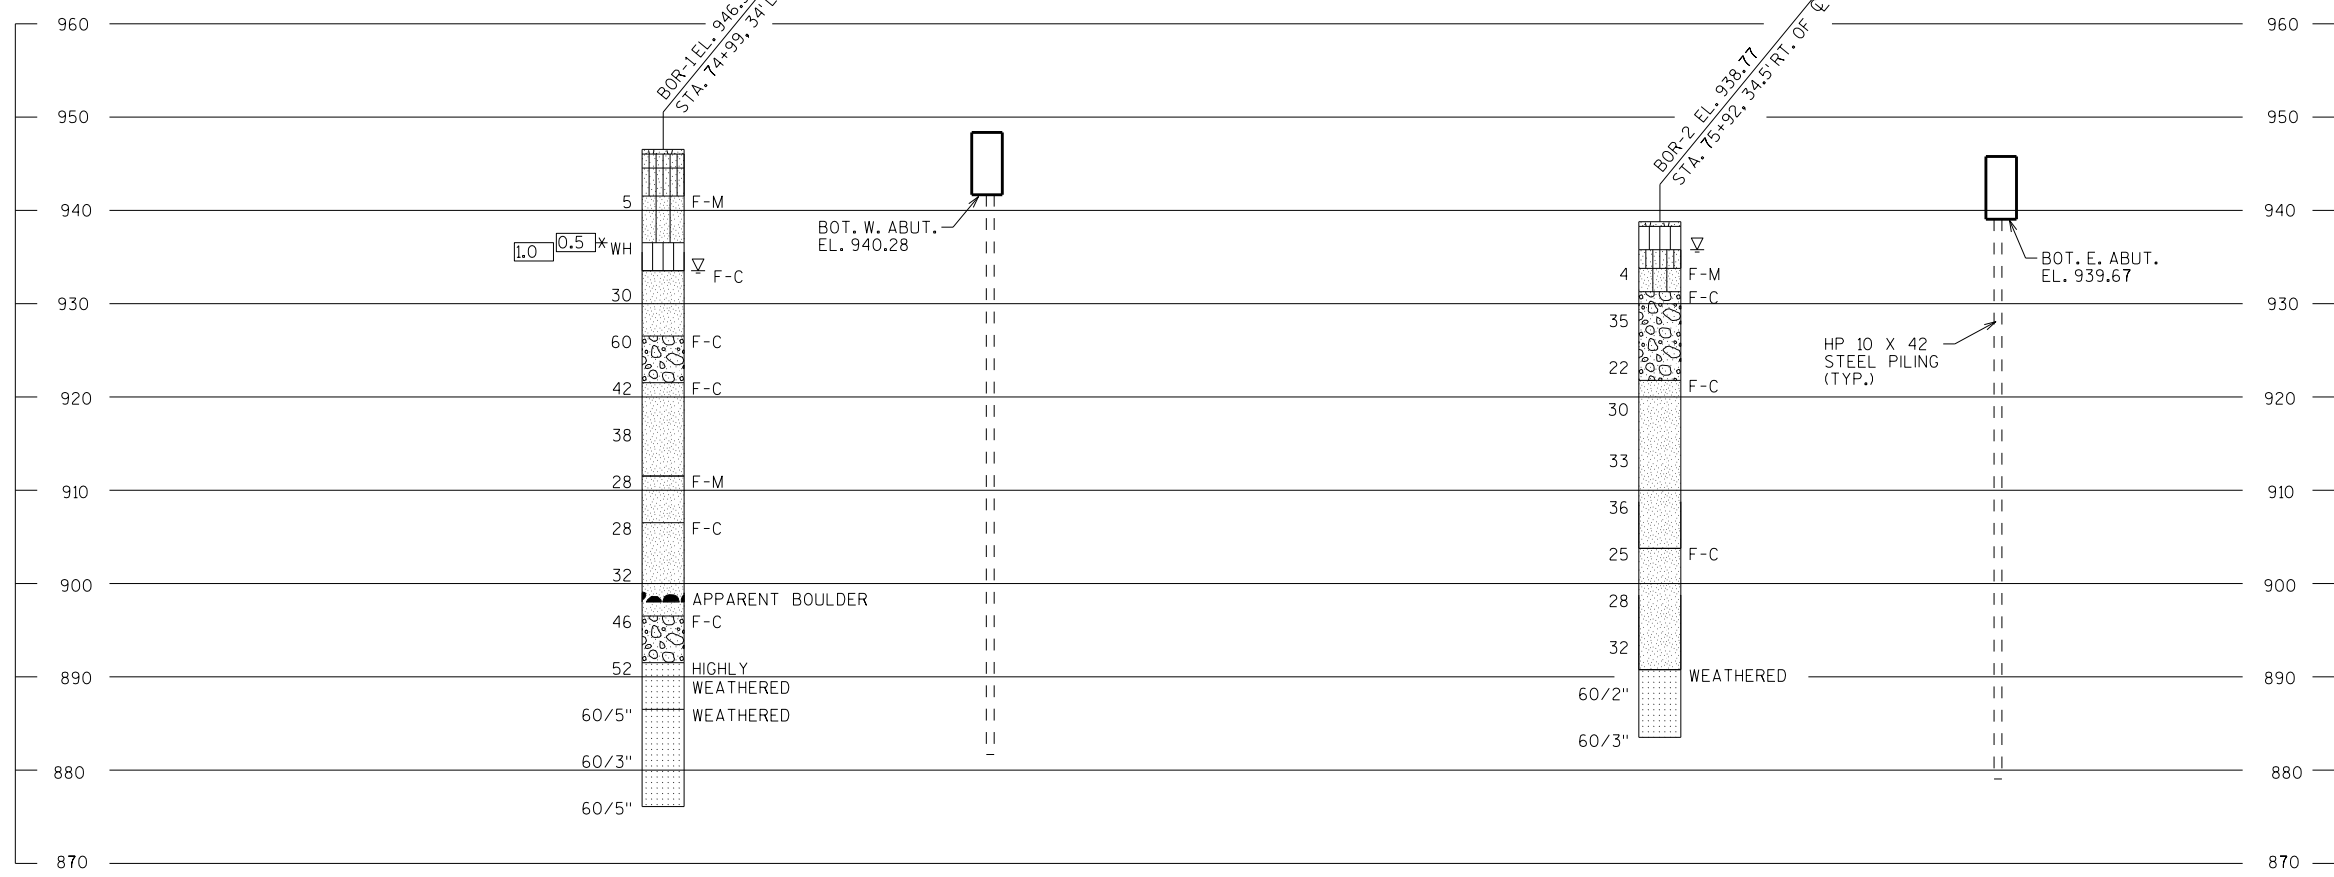 960
960
BOR-1 EL. 946.
STA. 74+99, 34'
BOR-2 EL. 938.77
STA. 75+92, 34.5' RT. OF ℄
950
950
5 F-M
940
940
BOT. W. ABUT.
EL. 940.28
1.0
0.5 * WH
F-C
BOT. E. ABUT.
EL. 939.67
4 F-M
30
F-C
930
930
35
60 F-C
HP 10 X 42
STEEL PILING
(TYP.)
22
42 F-C
F-C
920
920
30
38
33
28 F-M
910
910
36
28 F-C
25 F-C
32
900
900
APPARENT BOULDER
28
46 F-C
32
52 HIGHLY
WEATHERED
WEATHERED
890
890
60/2"
60/5" WEATHERED
60/3"
60/3"
880
880
60/5"
870
870